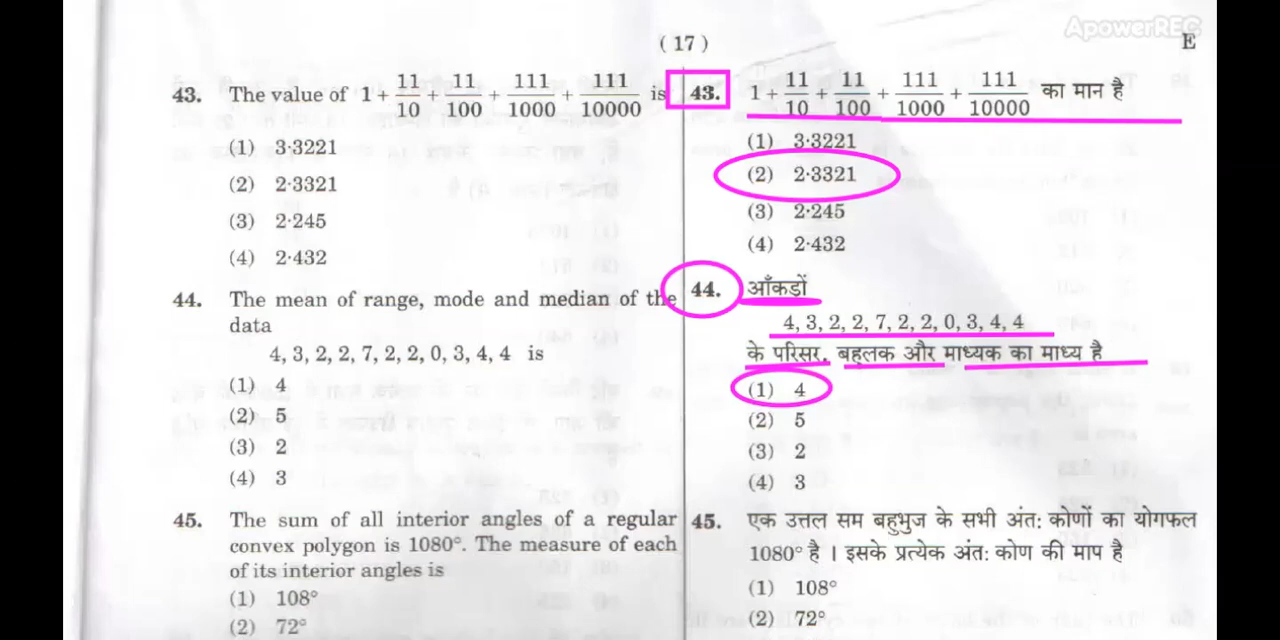 ApowerREC
( 17 )
E
43. The value of 1 + 11/10 + 11/100 + 111/1000 + 111/10000 is
(1) 3·3221
(2) 2·3321
(3) 2·245
(4) 2·432
44. The mean of range, mode and median of the
data
4, 3, 2, 2, 7, 2, 2, 0, 3, 4, 4 is
(1) 4
(2) 5
(3) 2
(4) 3
45. The sum of all interior angles of a regular
convex polygon is 1080°. The measure of each
of its interior angles is
(1) 108°
(2) 72°
43. 1 + 11/10 + 11/100 + 111/1000 + 111/10000 का मान है
(1) 3·3221
(2) 2·3321
(3) 2·245
(4) 2·432
44. आँकड़ों
4, 3, 2, 2, 7, 2, 2, 0, 3, 4, 4
के परिसर, बहुलक और माध्यक का माध्य है
(1) 4
(2) 5
(3) 2
(4) 3
45. एक उत्तल सम बहुभुज के सभी अंत: कोणों का योगफल
1080° है । इसके प्रत्येक अंत: कोण की माप है
(1) 108°
(2) 72°